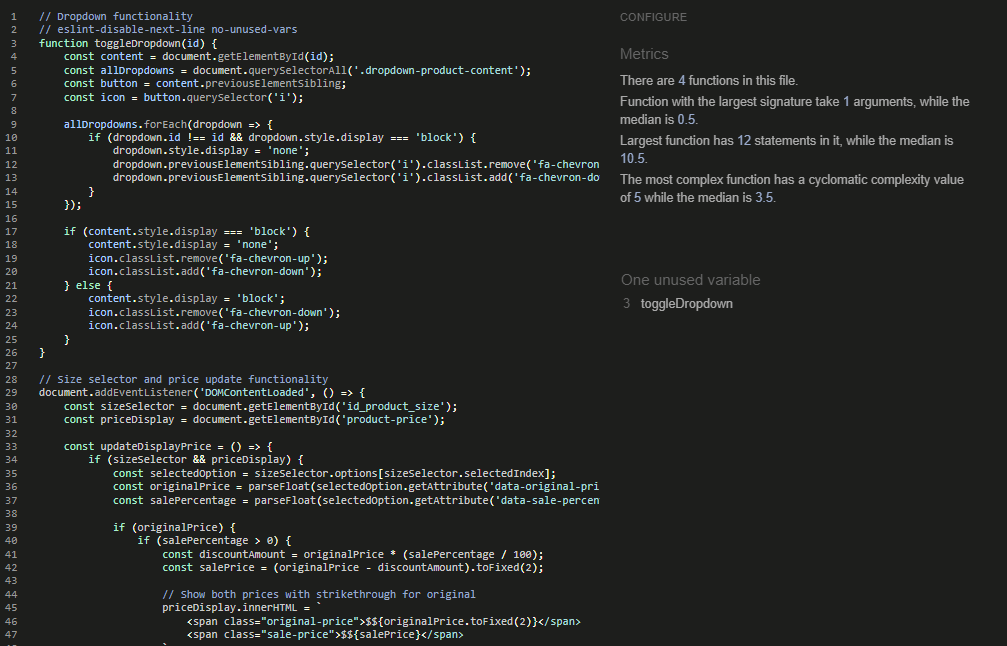 1 // Dropdown functionality
2 // eslint-disable-next-line no-unused-vars
3 function toggleDropdown(id) {
4     const content = document.getElementById(id);
5     const allDropdowns = document.querySelectorAll('.dropdown-product-content');
6     const button = content.previousElementSibling;
7     const icon = button.querySelector('i');
8
9     allDropdowns.forEach(dropdown => {
10         if (dropdown.id !== id && dropdown.style.display === 'block') {
11             dropdown.style.display = 'none';
12             dropdown.previousElementSibling.querySelector('i').classList.remove('fa-chevron
13             dropdown.previousElementSibling.querySelector('i').classList.add('fa-chevron-do
14         }
15     });
16
17     if (content.style.display === 'block') {
18         content.style.display = 'none';
19         icon.classList.remove('fa-chevron-up');
20         icon.classList.add('fa-chevron-down');
21     } else {
22         content.style.display = 'block';
23         icon.classList.remove('fa-chevron-down');
24         icon.classList.add('fa-chevron-up');
25     }
26 }
27
28 // Size selector and price update functionality
29 document.addEventListener('DOMContentLoaded', () => {
30     const sizeSelector = document.getElementById('id_product_size');
31     const priceDisplay = document.getElementById('product-price');
32
33     const updateDisplayPrice = () => {
34         if (sizeSelector && priceDisplay) {
35             const selectedOption = sizeSelector.options[sizeSelector.selectedIndex];
36             const originalPrice = parseFloat(selectedOption.getAttribute('data-original-pri
37             const salePercentage = parseFloat(selectedOption.getAttribute('data-sale-percen
38
39             if (originalPrice) {
40                 if (salePercentage > 0) {
41                     const discountAmount = originalPrice * (salePercentage / 100);
42                     const salePrice = (originalPrice - discountAmount).toFixed(2);
43
44                     // Show both prices with strikethrough for original
45                     priceDisplay.innerHTML = `
46                         <span class="original-price">$${originalPrice.toFixed(2)}</span>
47                         <span class="sale-price">$${salePrice}</span>
CONFIGURE
Metrics
There are 4 functions in this file.
Function with the largest signature take 1 arguments, while the
median is 0.5.
Largest function has 12 statements in it, while the median is
10.5.
The most complex function has a cyclomatic complexity value
of 5 while the median is 3.5.
One unused variable
3 toggleDropdown